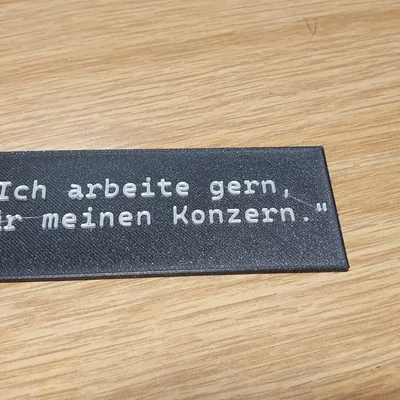 Ich arbeite gern,
meinen Konzern."